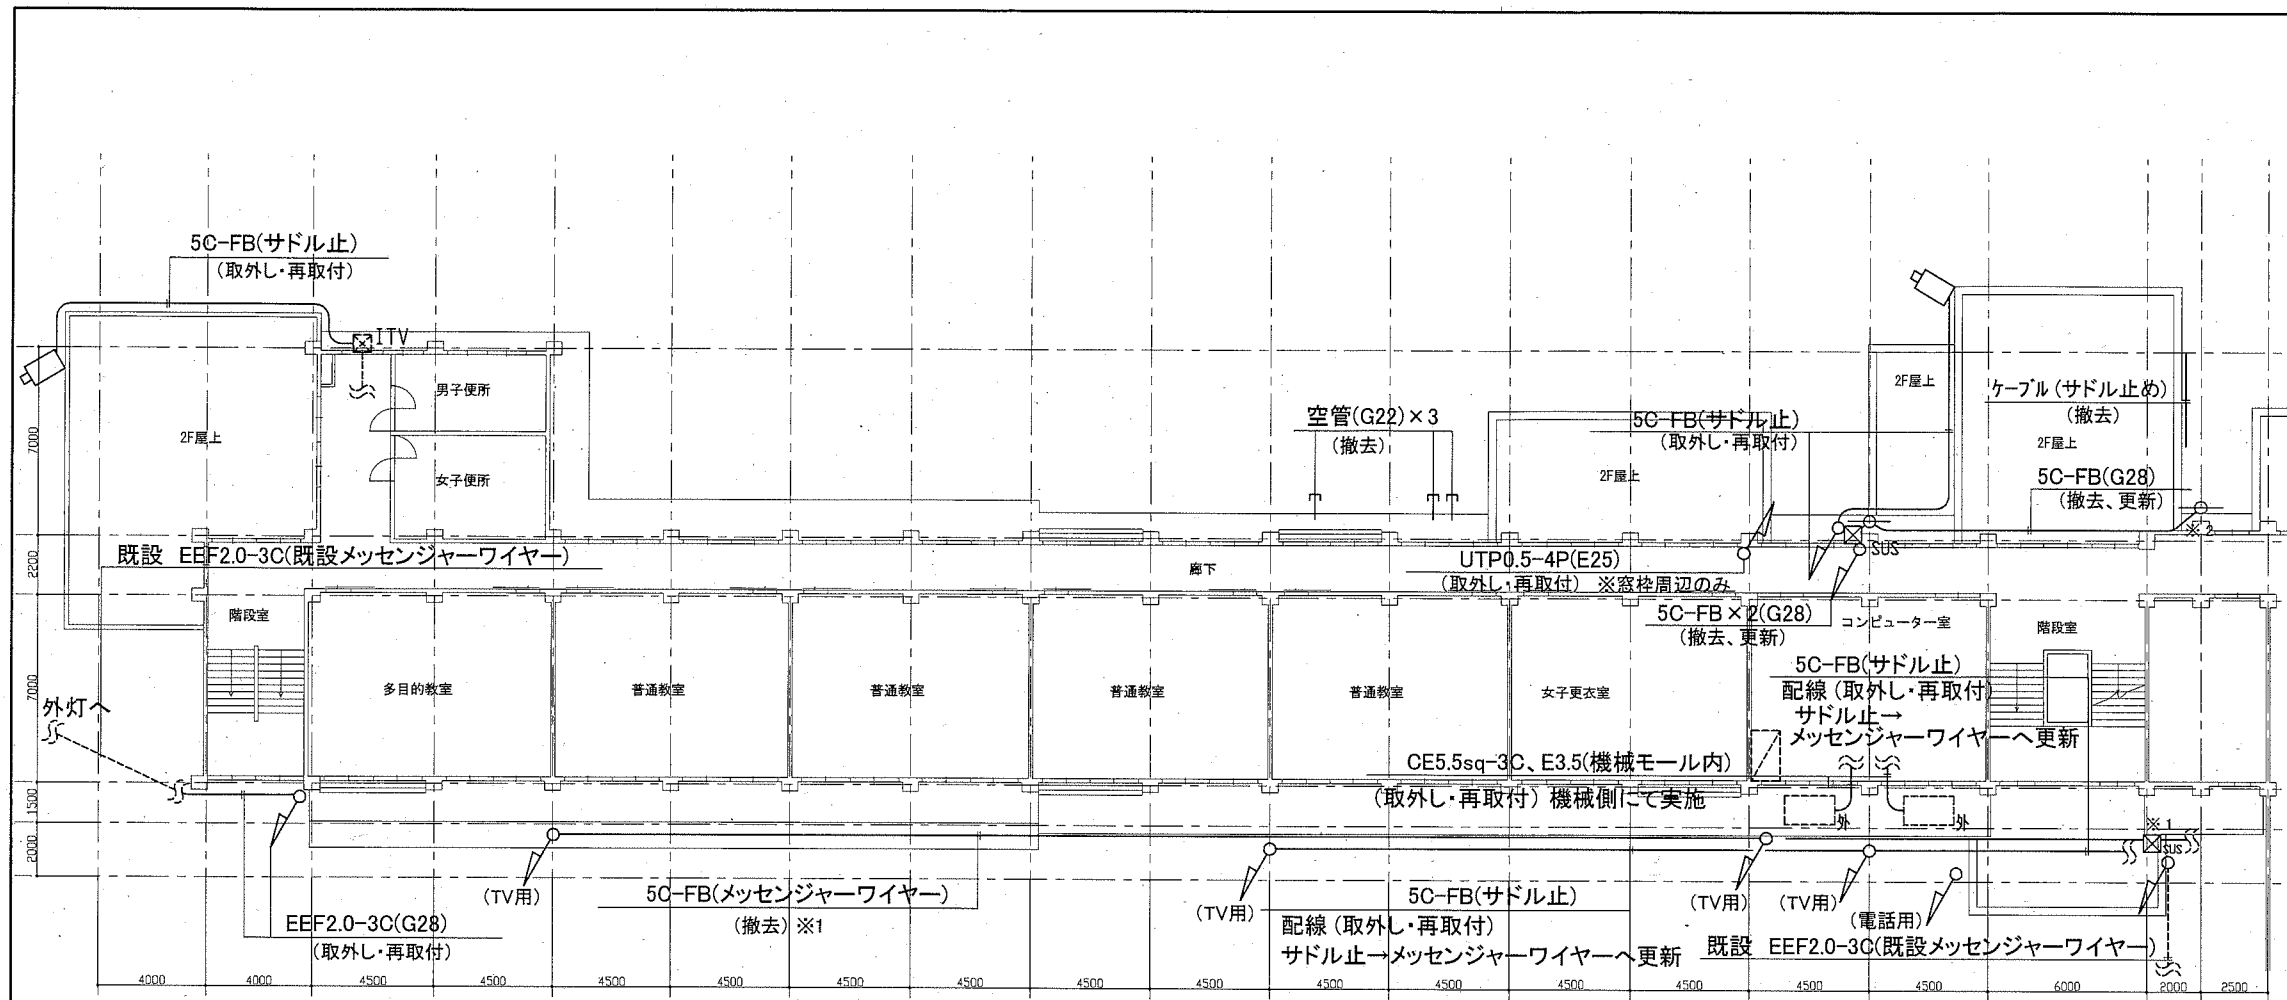 5C-FB(サドル止)
(取外し・再取付)
ITV
男子便所
女子便所
2F屋上
7000
空管(G22)×3
(撤去)
5C-FB(サドル止)
(取外し・再取付)
2F屋上
2F屋上
ケーブル(サドル止め)
(撤去)
2F屋上
5C-FB(G28)
(撤去、更新)
※2
SUS
既設 EEF2.0-3C(既設メッセンジャーワイヤー)
2200
廊下
UTP0.5-4P(E25)
(取外し・再取付) ※窓枠周辺のみ
5C-FB×2(G28)
(撤去、更新)
階段室
コンピューター室
階段室
7000
多目的教室
普通教室
普通教室
普通教室
普通教室
女子更衣室
5C-FB(サドル止)
配線(取外し・再取付)
サドル止→
メッセンジャーワイヤーへ更新
外灯へ
CE5.5sq-3C、E3.5(機械モール内)
(取外し・再取付) 機械側にて実施
1500
2000
外
外
※1
SUS
(TV用)
5C-FB(メッセンジャーワイヤー)
(撤去) ※1
(TV用)
5C-FB(サドル止)
配線(取外し・再取付)
サドル止→メッセンジャーワイヤーへ更新
(TV用)
(TV用)
(電話用)
既設 EEF2.0-3C(既設メッセンジャーワイヤー)
EEF2.0-3C(G28)
(取外し・再取付)
4000 4000 4500 4500 4500 4500 4500 4500 4500 4500 4500 4500 4500 4500 4500 4500 6000 2000 2500